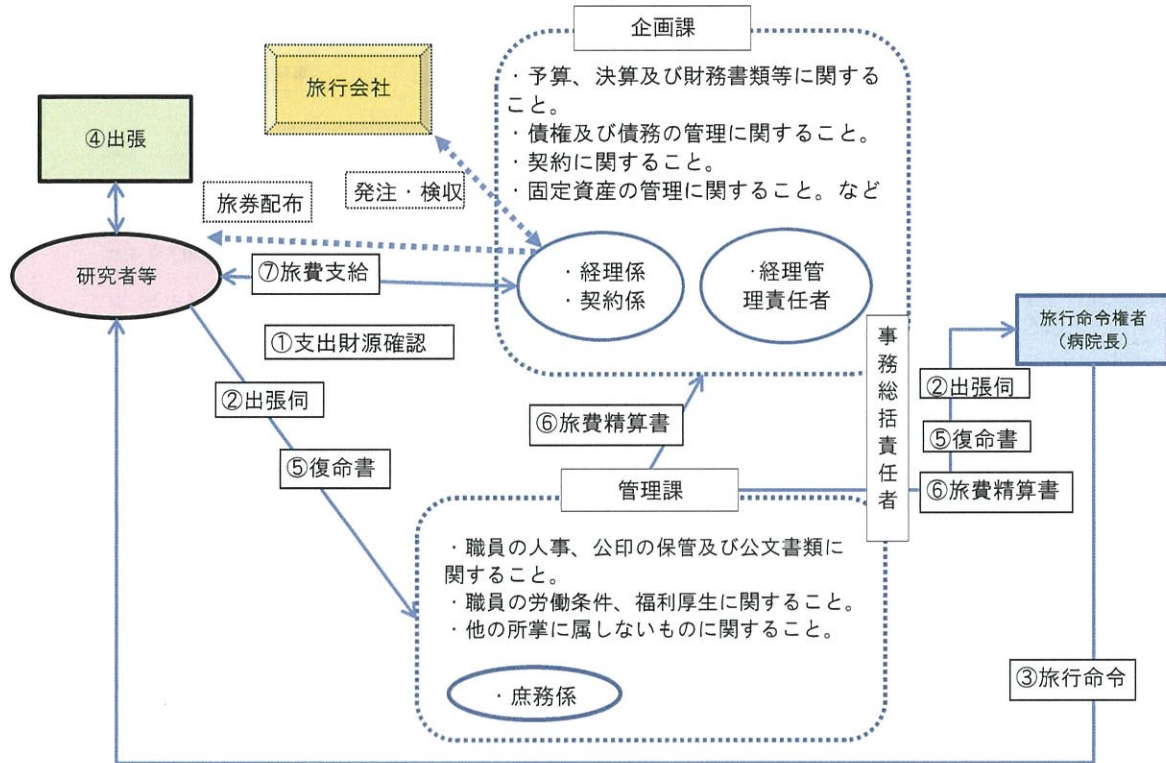 企画課
旅行会社
・予算、決算及び財務書類等に関する
こと。
・債権及び債務の管理に関すること。
・契約に関すること。
・固定資産の管理に関すること。など
④出張
発注・検収
旅券配布
研究者等
⑦旅費支給
・経理係
・契約係
・経理管
理責任者
旅行命令権者
（病院長）
①支出財源確認
②出張伺
⑤復命書
⑥旅費精算書
事務総括責任者
②出張伺
⑤復命書
⑥旅費精算書
管理課
・職員の人事、公印の保管及び公文書類に
関すること。
・職員の労働条件、福利厚生に関すること。
・他の所掌に属しないものに関すること。
・庶務係
③旅行命令